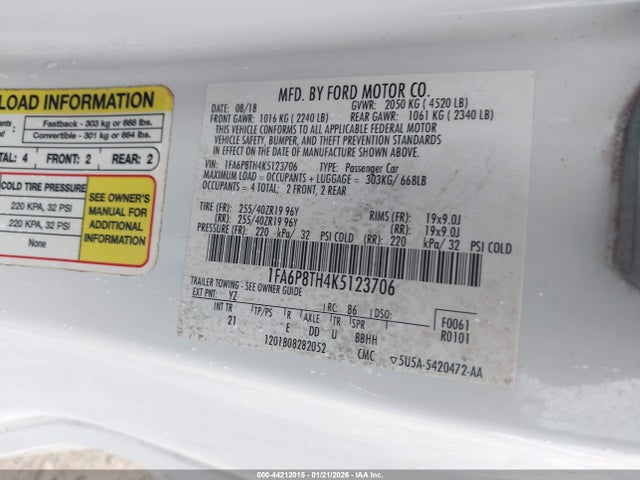 LOAD INFORMATION
Fastback - 303 kg or 668 lbs.
Convertible - 301 kg or 664 lbs.
4 FRONT: 2 REAR: 2
COLD TIRE PRESSURE
220 KPA, 32 PSI
220 KPA, 32 PSI
None
SEE OWNER'S
MANUAL FOR
ADDITIONAL
INFORMATION
MFD. BY FORD MOTOR CO.
DATE: 08/18 GVWR: 2050 KG ( 4520 LB)
FRONT GAWR: 1016 KG ( 2240 LB) REAR GAWR: 1061 KG ( 2340 LB)
THIS VEHICLE CONFORMS TO ALL APPLICABLE FEDERAL MOTOR
VEHICLE SAFETY, BUMPER, AND THEFT PREVENTION STANDARDS IN
EFFECT ON THE DATE OF MANUFACTURE SHOWN ABOVE.
VIN: 1FA6P8TH4K5123706 TYPE: Passenger Car
MAXIMUM LOAD = OCCUPANTS + LUGGAGE = 303KG/ 668LB
OCCUPANTS = 4 TOTAL; 2 FRONT, 2 REAR
TIRE (FR): 255/40ZR19 96Y RIMS (FR): 19x9.0J
(RR): 255/40ZR19 96Y (RR): 19x9.0J
PRESSURE (FR): 220 kPa/ 32 PSI COLD (RR): 220 kPa/ 32 PSI COLD
1FA6P8TH4K5123706
TRAILER TOWING - SEE OWNER GUIDE
EXT PNT: YZ RC: 86 DSO: F0061
INT TR TP/PS R AXLE TR SPR R0101
21 E DD U BBHH
1201B08282052 CMC ▽5U5A-5420472-AA
000-44212015 - 01/21/2026 - IAA Inc.